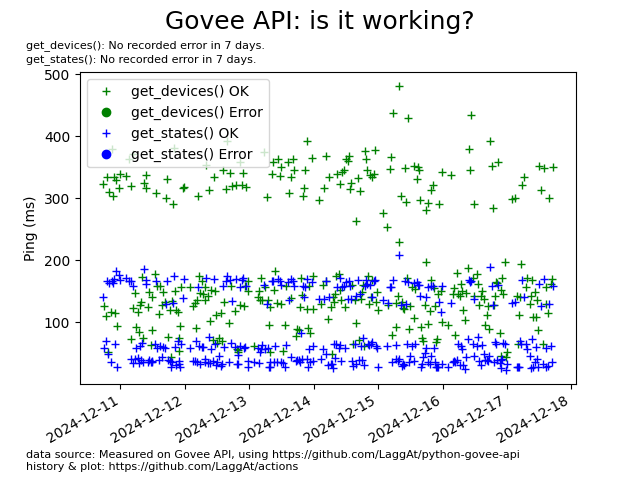 Govee API: is it working?
get_devices(): No recorded error in 7 days.
get_states(): No recorded error in 7 days.
500
400
300
200
100
Ping (ms)
get_devices() OK
get_devices() Error
get_states() OK
get_states() Error
2024-12-11
2024-12-12
2024-12-13
2024-12-14
2024-12-15
2024-12-16
2024-12-17
2024-12-18
data source: Measured on Govee API, using https://github.com/LaggAt/python-govee-api
history & plot: https://github.com/LaggAt/actions